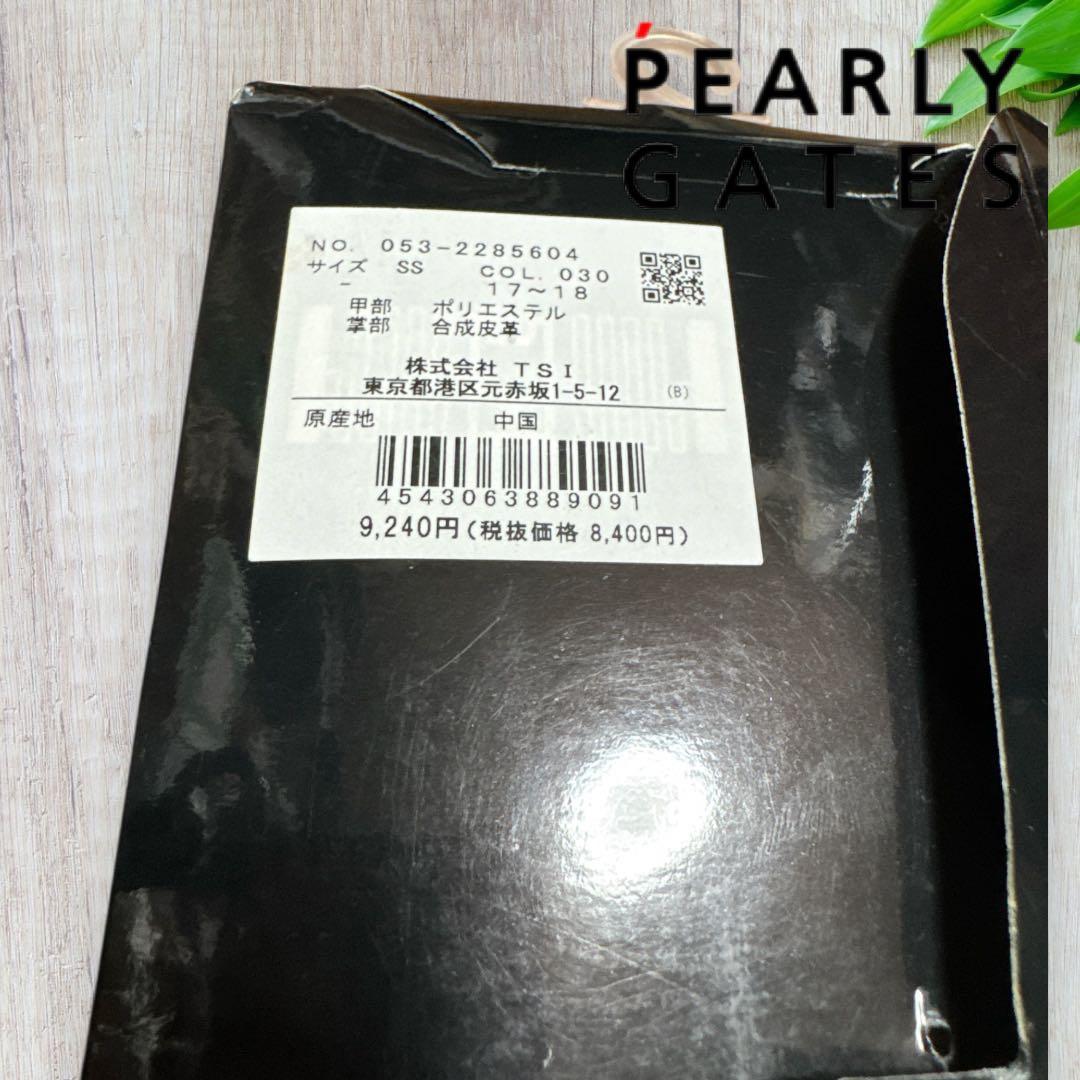 PEARLY
GATES
NO. 053-2285604
サイズ SS COL. 030
- 17～18
甲部 ポリエステル
掌部 合成皮革
株式会社 TSI
東京都港区元赤坂1-5-12 (B)
原産地 中国
4543063889091
9,240円(税抜価格 8,400円)